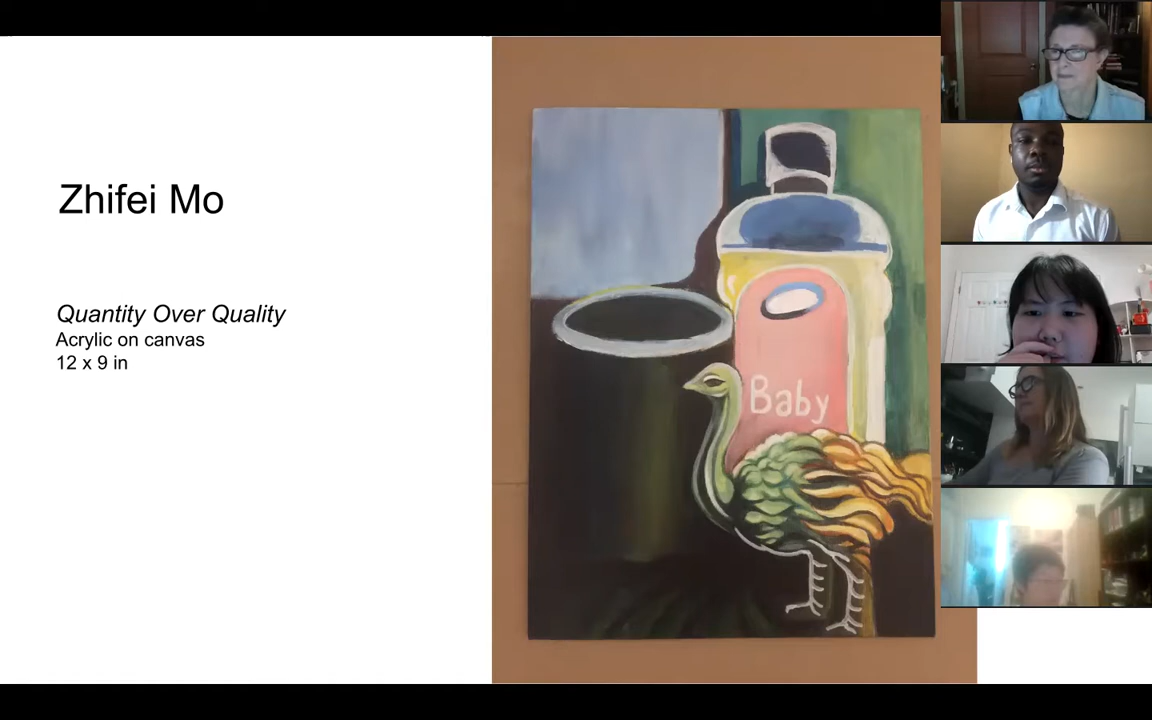 Zhifei Mo
Quantity Over Quality
Acrylic on canvas
12 x 9 in
Baby